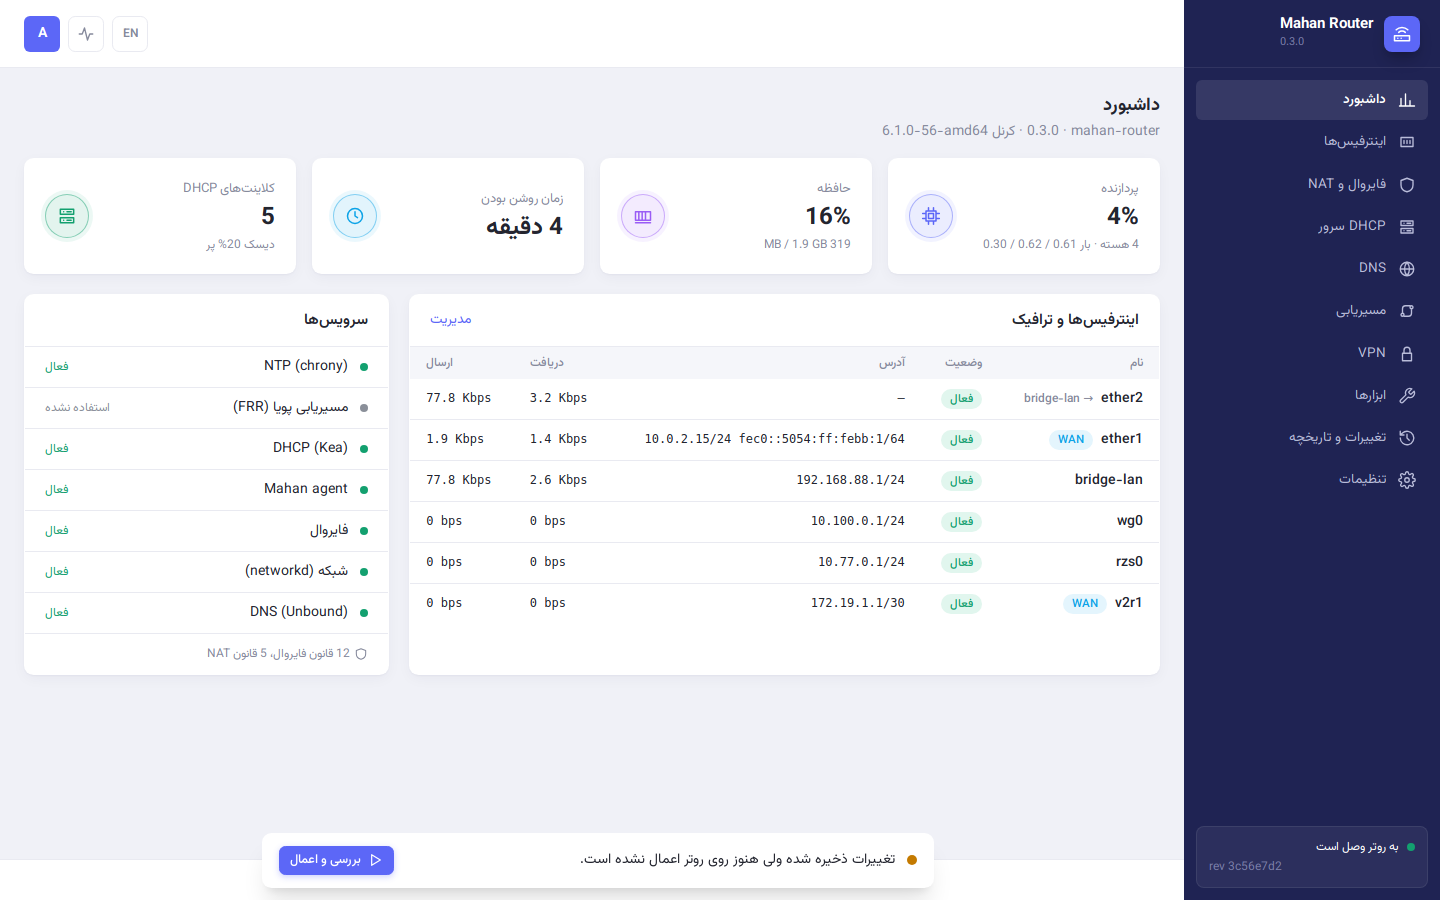 Mahan Router
0.3.0
داشبورد
اینترفیس‌ها
فایروال و NAT
DHCP سرور
DNS
مسیریابی
VPN
ابزارها
تغییرات و تاریخچه
تنظیمات
به روتر وصل است
rev 3c56e7d2
EN
A
داشبورد
mahan-router · 0.3.0 · کرنل 6.1.0-56-amd64
پردازنده
4%
4 هسته · بار 0.61 / 0.62 / 0.30
حافظه
16%
319 MB / 1.9 GB
زمان روشن بودن
4 دقیقه
کلاینت‌های DHCP
5
دیسک 20% پر
اینترفیس‌ها و ترافیک
مدیریت
نام وضعیت آدرس دریافت ارسال
ether2 → bridge-lan فعال — 3.2 Kbps 77.8 Kbps
ether1 WAN فعال 10.0.2.15/24 fec0::5054:ff:febb:1/64 1.4 Kbps 1.9 Kbps
bridge-lan فعال 192.168.88.1/24 2.6 Kbps 77.8 Kbps
wg0 فعال 10.100.0.1/24 0 bps 0 bps
rzs0 فعال 10.77.0.1/24 0 bps 0 bps
v2r1 WAN فعال 172.19.1.1/30 0 bps 0 bps
سرویس‌ها
NTP (chrony) فعال
مسیریابی پویا (FRR) استفاده نشده
DHCP (Kea) فعال
Mahan agent فعال
فایروال فعال
شبکه (networkd) فعال
DNS (Unbound) فعال
12 قانون فایروال، 5 قانون NAT
تغییرات ذخیره شده ولی هنوز روی روتر اعمال نشده است.
بررسی و اعمال